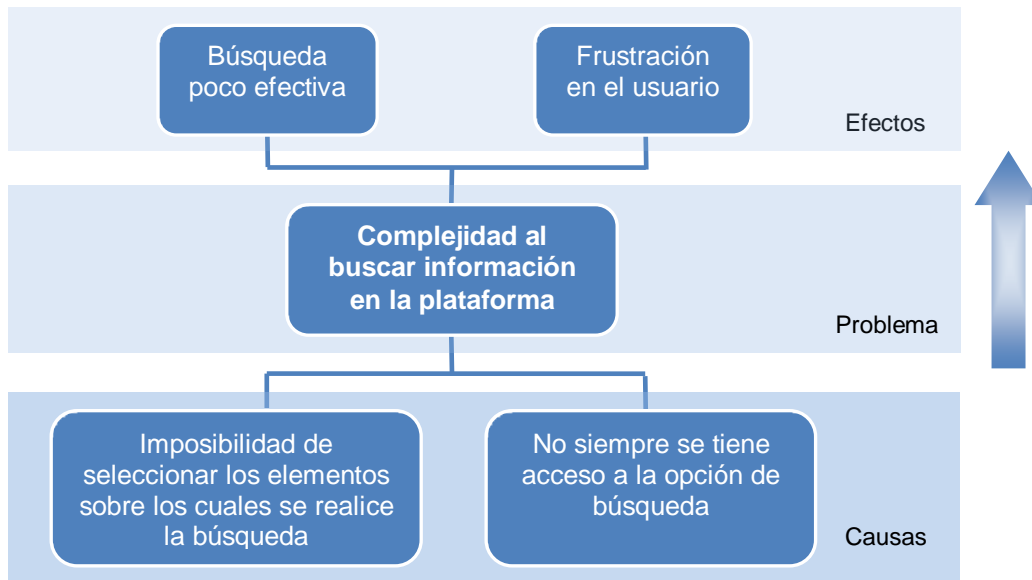 Búsqueda
poco efectiva
Frustración
en el usuario
Efectos
Complejidad al
buscar información
en la plataforma
Problema
Imposibilidad de
seleccionar los elementos
sobre los cuales se realice
la búsqueda
No siempre se tiene
acceso a la opción de
búsqueda
Causas